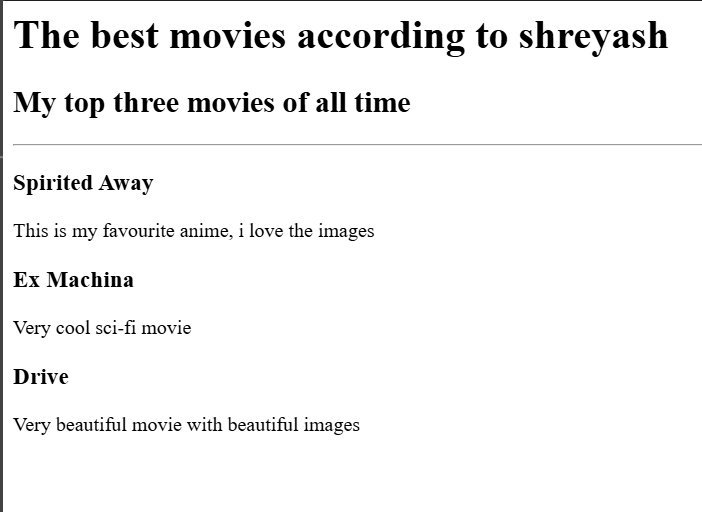 The best movies according to shreyash
My top three movies of all time
Spirited Away
This is my favourite anime, i love the images
Ex Machina
Very cool sci-fi movie
Drive
Very beautiful movie with beautiful images